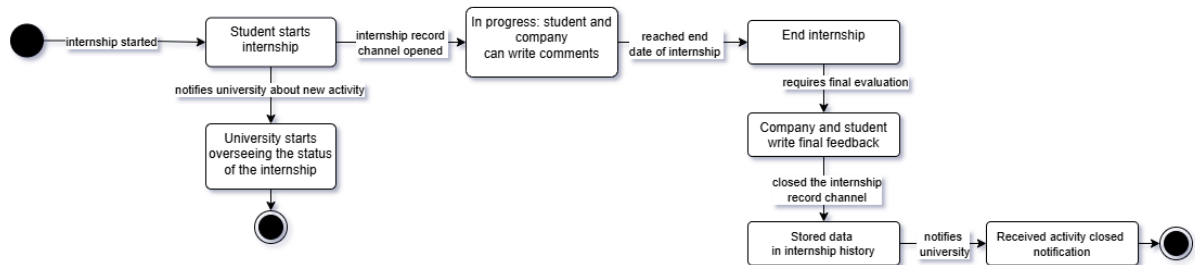 internship started
Student starts
internship
internship record
channel opened
In progress: student and
company
can write comments
reached end
date of internship
End internship
notifies university about new activity
requires final evaluation
University starts
overseeing the status
of the internship
Company and student
write final feedback
closed the internship
record channel
Stored data
in internship history
notifies
university
Received activity closed
notification